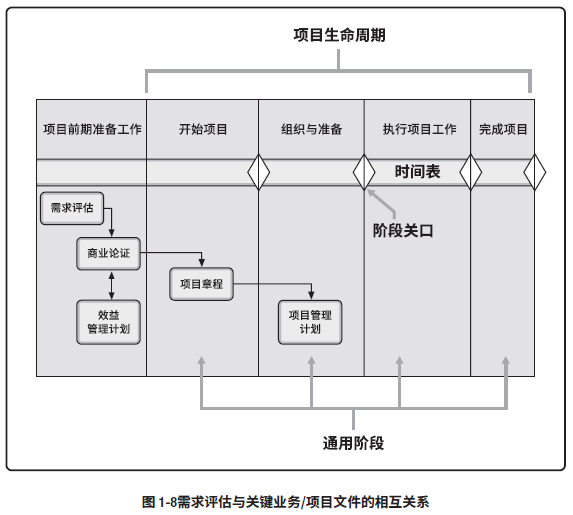 项目生命周期
项目前期准备工作
开始项目
组织与准备
执行项目工作
完成项目
时间表
阶段关口
需求评估
商业论证
效益
管理计划
项目章程
项目管理
计划
通用阶段
图 1-8需求评估与关键业务/项目文件的相互关系